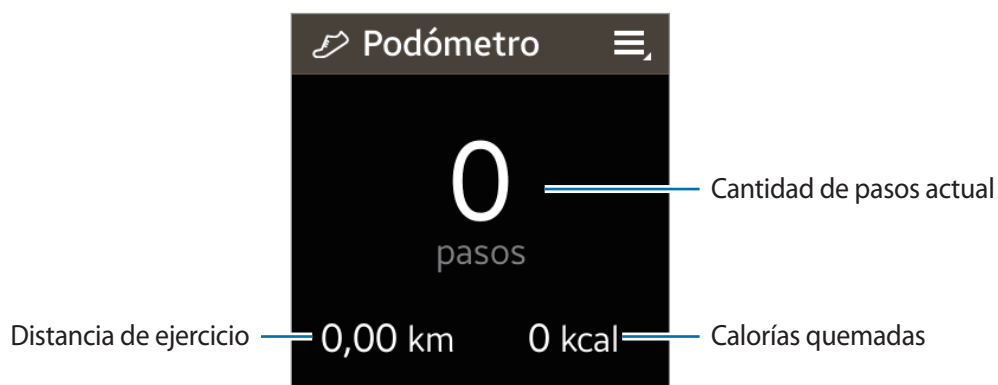 Podómetro
0
Cantidad de pasos actual
pasos
Distancia de ejercicio
0,00 km
0 kcal
Calorías quemadas